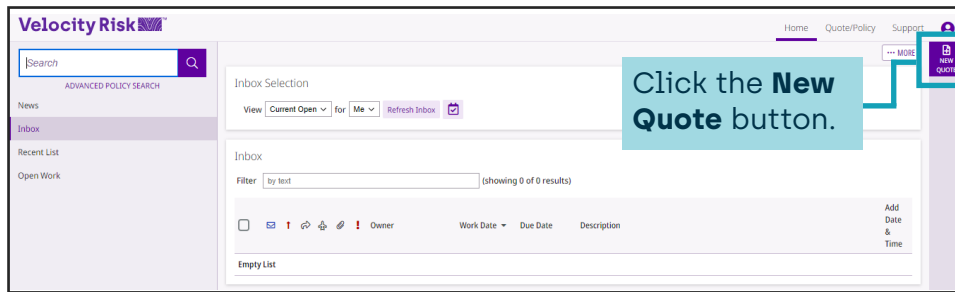 Velocity Risk
Home Quote/Policy Support
Search
ADVANCED POLICY SEARCH
News
Inbox
Recent List
Open Work
... MORE
NEW
QUOTE
Inbox Selection
View Current Open for Me Refresh Inbox
Click the New
Quote button.
Inbox
Filter by text (showing 0 of 0 results)
Owner Work Date Due Date Description Add
Date
&
Time
Empty List